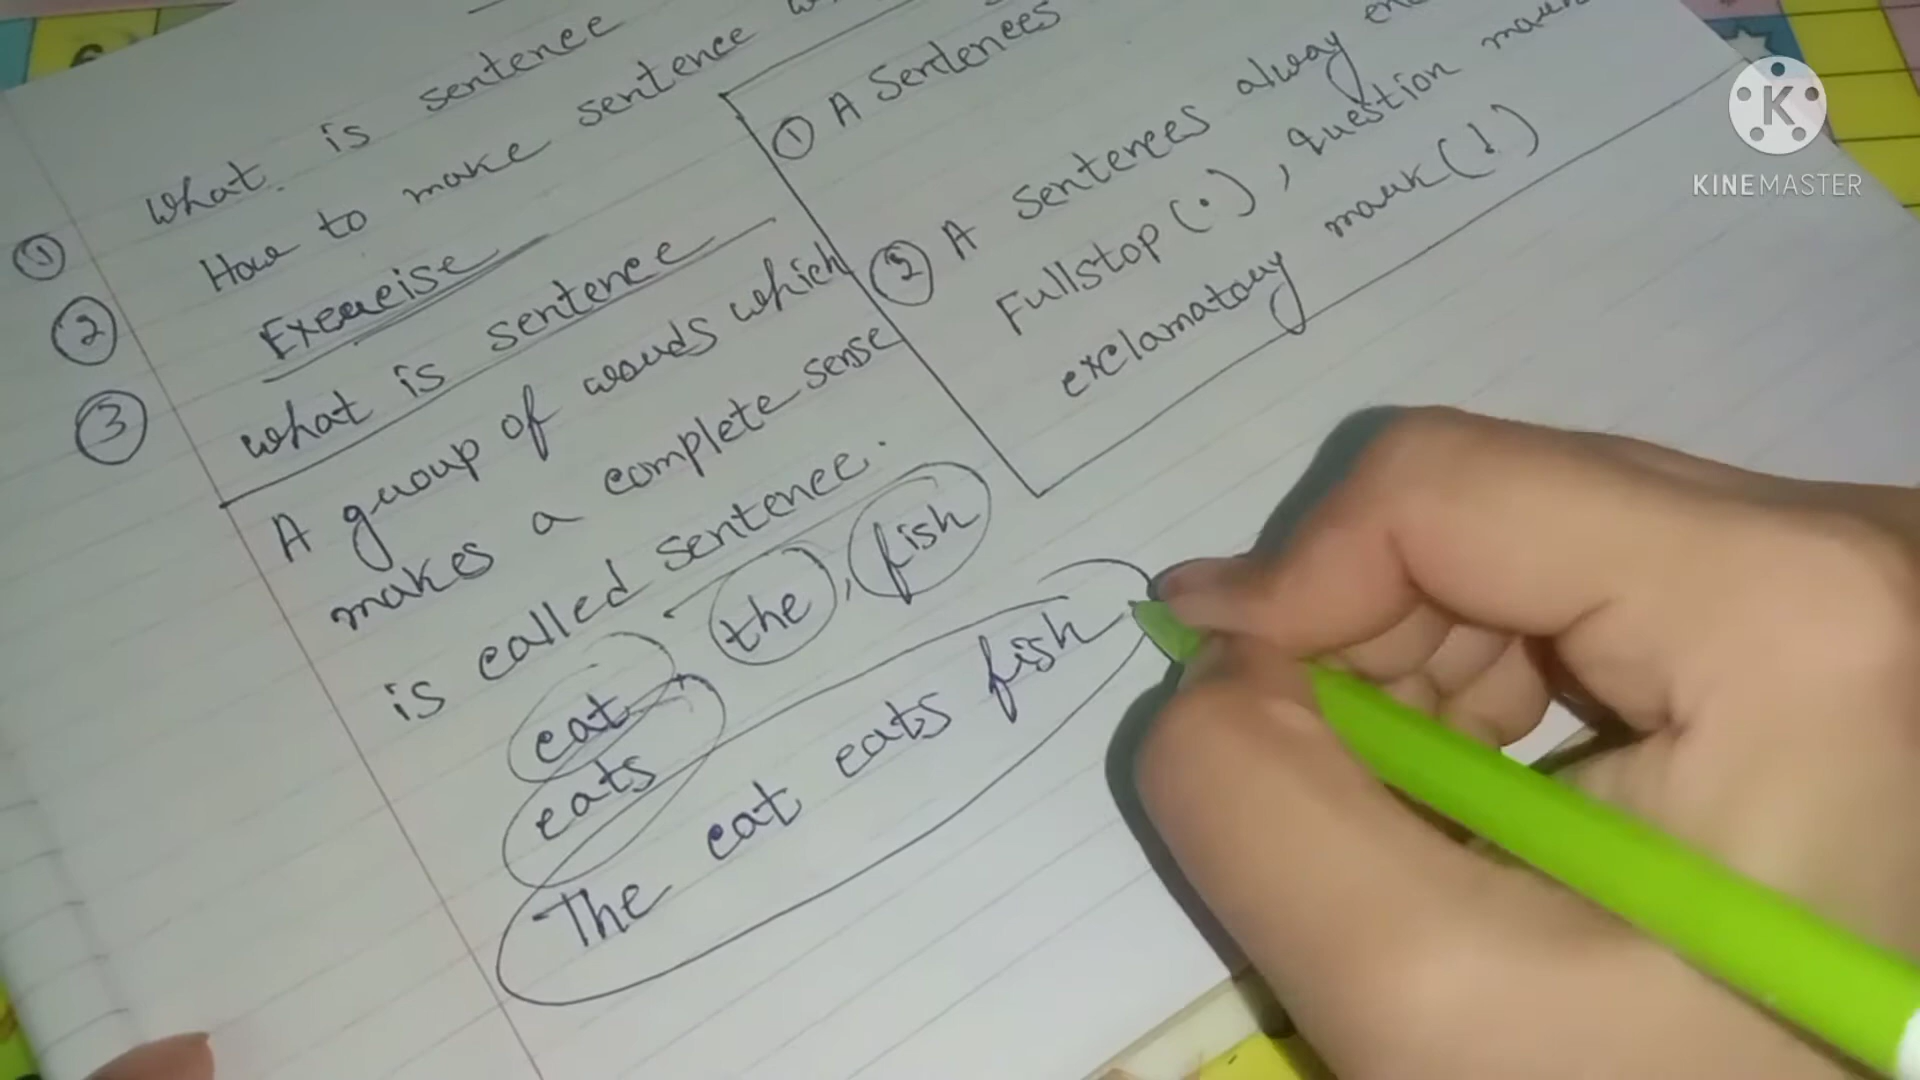 ① What is sentence
② How to make sentence
③ Exercise
What is sentence
A group of words which
makes a complete sense
is called sentence.
cat the, fish
eats
The cat eats fish
① A Sentences
② A Sentences alway
Fullstop (.), question mark
exclamatory mark (!)
KINEMASTER